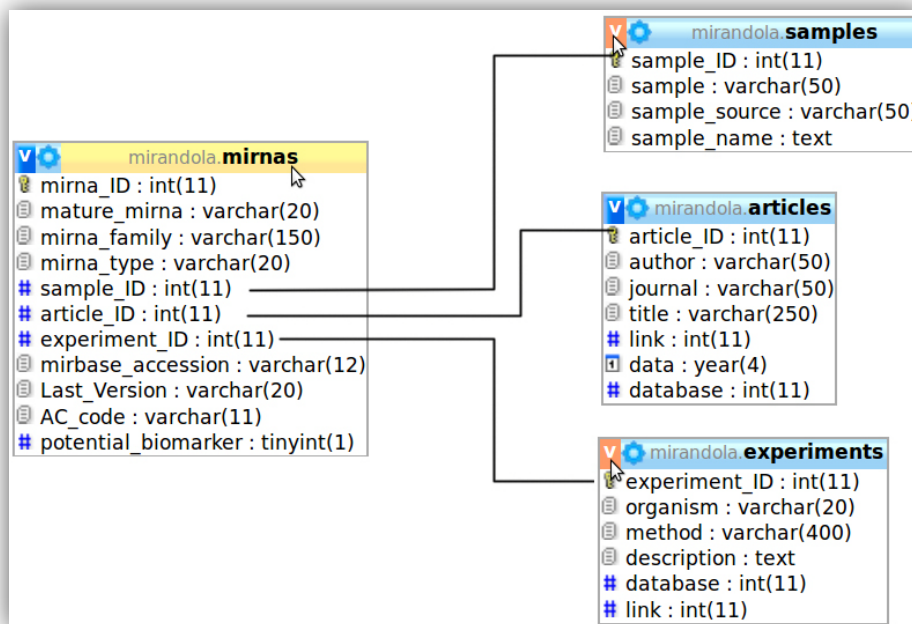 mirandola.samples
sample_ID : int(11)
sample : varchar(50)
sample_source : varchar(50)
sample_name : text
mirandola.mirnas
mirna_ID : int(11)
mature_mirna : varchar(20)
mirna_family : varchar(150)
mirna_type : varchar(20)
# sample_ID : int(11)
# article_ID : int(11)
# experiment_ID : int(11)
mirbase_accession : varchar(12)
Last_Version : varchar(20)
AC_code : varchar(11)
# potential_biomarker : tinyint(1)
mirandola.articles
article_ID : int(11)
author : varchar(50)
journal : varchar(50)
title : varchar(250)
# link : int(11)
data : year(4)
# database : int(11)
mirandola.experiments
experiment_ID : int(11)
organism : varchar(20)
method : varchar(400)
description : text
# database : int(11)
# link : int(11)